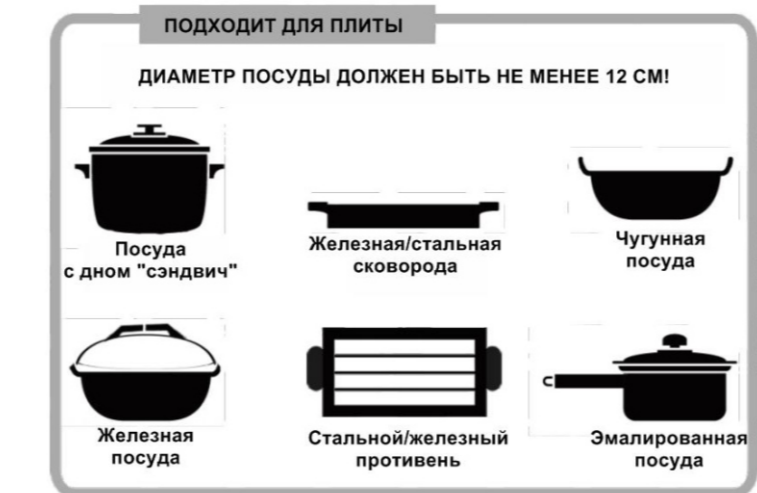 ПОДХОДИТ ДЛЯ ПЛИТЫ
ДИАМЕТР ПОСУДЫ ДОЛЖЕН БЫТЬ НЕ МЕНЕЕ 12 СМ!
Посуда
с дном "сэндвич"
Железная/стальная
сковорода
Чугунная
посуда
Железная
посуда
Стальной/железный
противень
Эмалированная
посуда